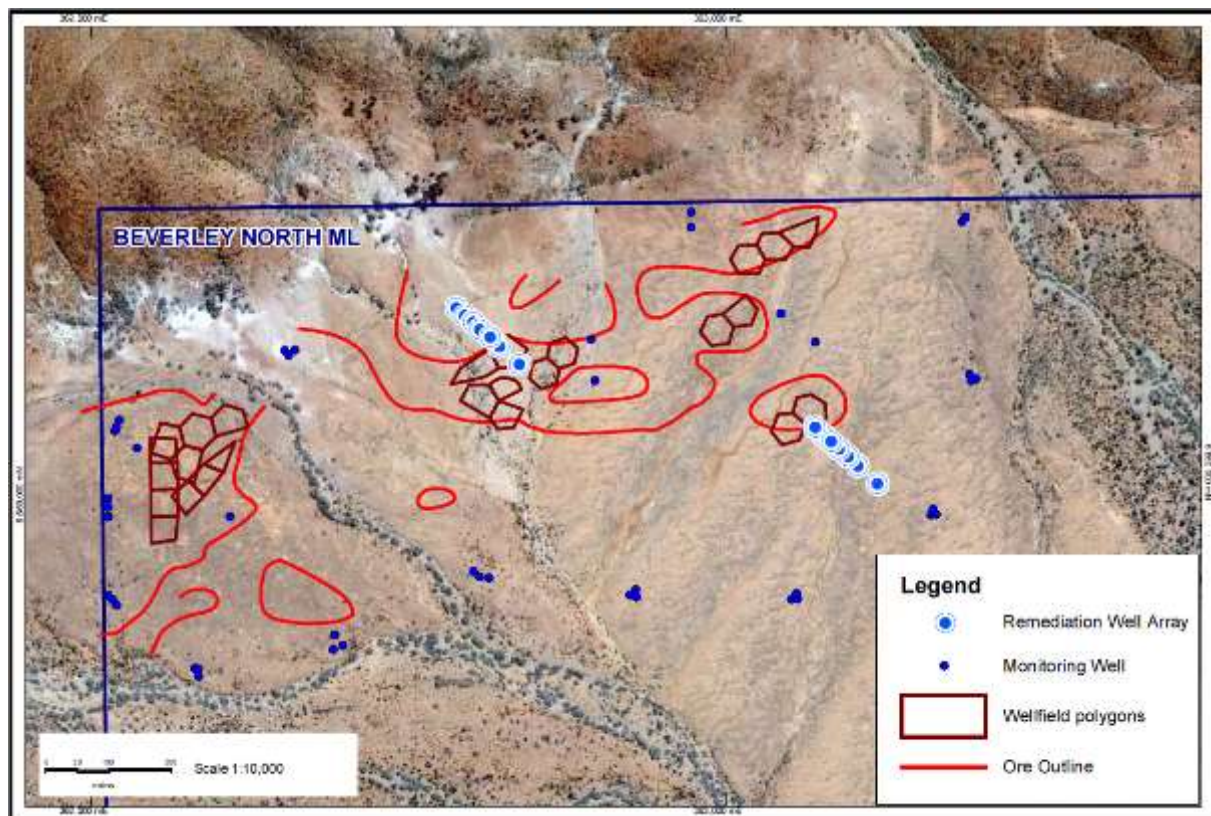 BEVERLEY NORTH ML
Legend
Remediation Well Array
Monitoring Well
Wellfield polygons
Ore Outline
Scale 1:10,000